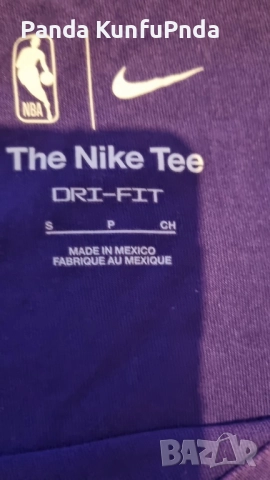 Panda KunfuPnda
NBA
The Nike Tee
DRI-FIT
S P CH
MADE IN MEXICO
FABRIQUE AU MEXIQUE
BAZAR